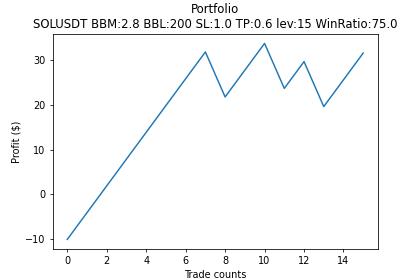 Portfolio
SOLUSDT BBM:2.8 BBL:200 SL:1.0 TP:0.6 lev:15 WinRatio:75.0
30
20
10
0
−10
Profit ($)
0 2 4 6 8 10 12 14
Trade counts